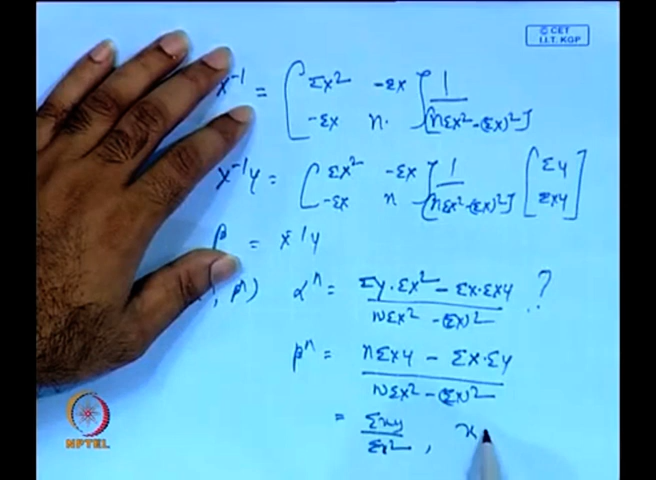 © CET
I.I.T. KGP
x⁻¹ = [ Σx² -Σx ; -Σx n. ] 1/[nΣx²-(Σx)²]
x⁻¹y = [ Σx² -Σx ; -Σx n ] 1/[nΣx²-(Σx)²] [ Σy ; Σxy ]
β = x⁻¹y
, β^) α^ = (Σy·Σx² - Σx·Σxy)/(nΣx² - (Σx)²) ?
β^ = (nΣxy - Σx·Σy)/(nΣx² - (Σx)²)
= Σxy/Σx² , x
NPTEL